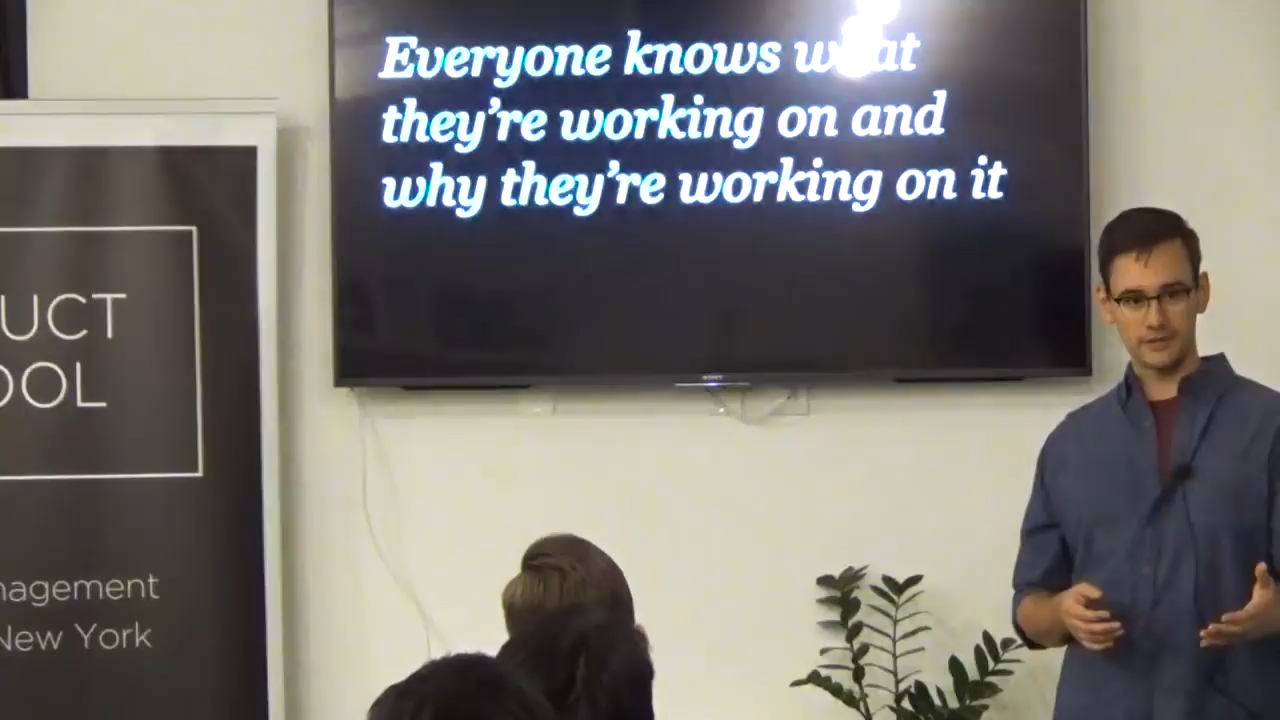 Everyone knows what
they're working on and
why they're working on it
UCT
OOL
nagement
New York
SONY